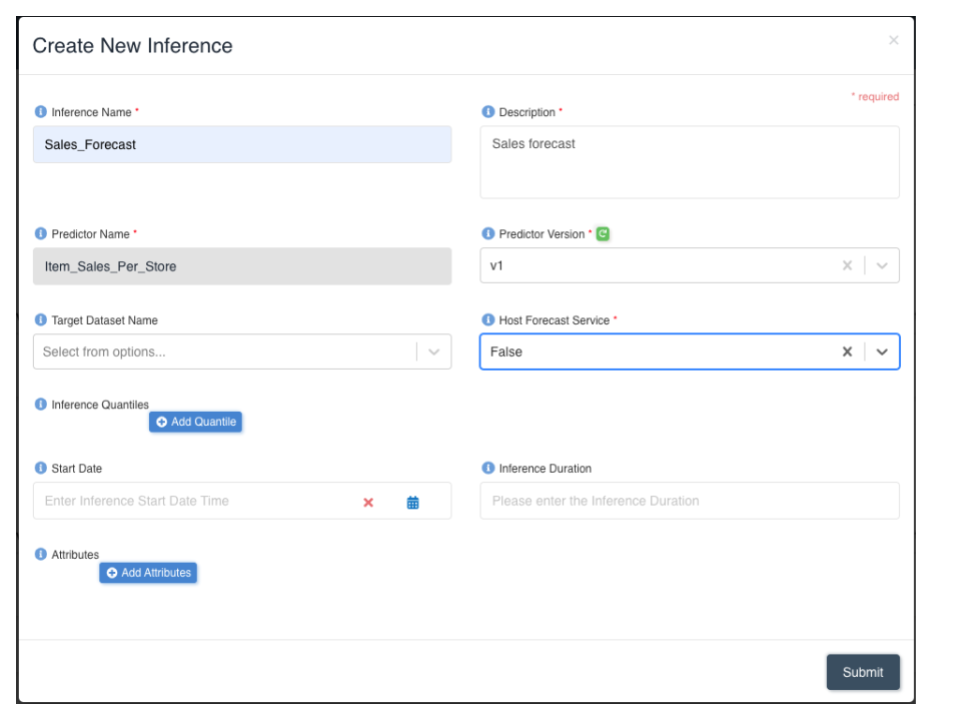 Create New Inference
* required
Inference Name *
Description *
Sales_Forecast
Sales forecast
Predictor Name *
Predictor Version *
Item_Sales_Per_Store
v1
Target Dataset Name
Host Forecast Service *
Select from options...
False
Inference Quantiles
Add Quantile
Start Date
Inference Duration
Enter Inference Start Date Time
Please enter the Inference Duration
Attributes
Add Attributes
Submit